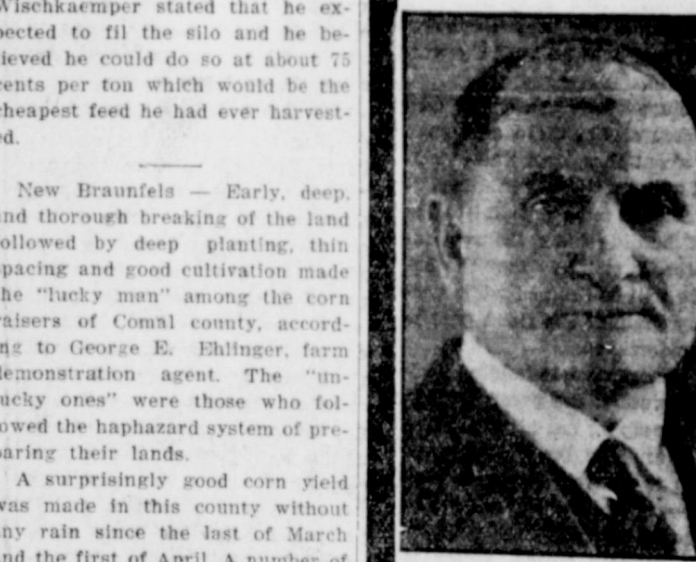 Wischkaemper stated that he ex-
pected to fil the silo and he be-
lieved he could do so at about 75
cents per ton which would be the
cheapest feed he had ever harvest-
ed.
New Braunfels — Early, deep,
and thorough breaking of the land
followed by deep planting, thin
spacing and good cultivation made
the "lucky man" among the corn
raisers of Comal county, accord-
ing to George E. Ehlinger, farm
demonstration agent. The "un-
lucky ones" were those who fol-
lowed the haphazard system of pre-
paring their lands.
A surprisingly good corn yield
was made in this county without
any rain since the last of March
and the first of April. A number of